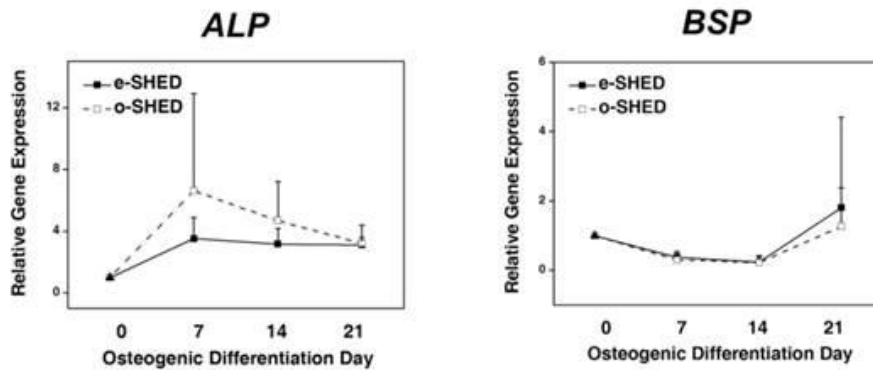 ALP
e-SHED
o-SHED
12
8
4
0
Relative Gene Expression
0 7 14 21
Osteogenic Differentiation Day
BSP
e-SHED
o-SHED
6
4
2
0
Relative Gene Expression
0 7 14 21
Osteogenic Differentiation Day